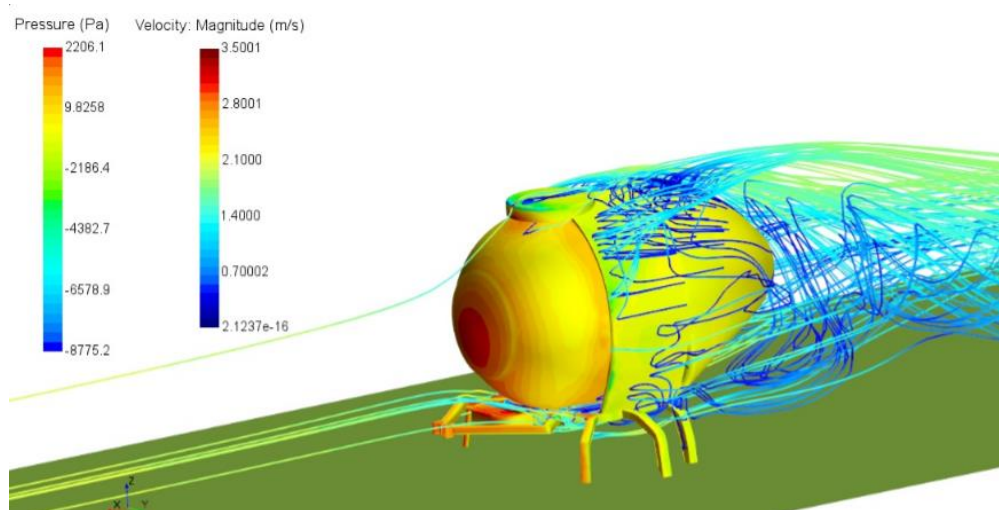 Pressure (Pa)
2206.1
9.8258
-2186.4
-4382.7
-6578.9
-8775.2
Velocity: Magnitude (m/s)
3.5001
2.8001
2.1000
1.4000
0.70002
2.1237e-16
Z
X
Y